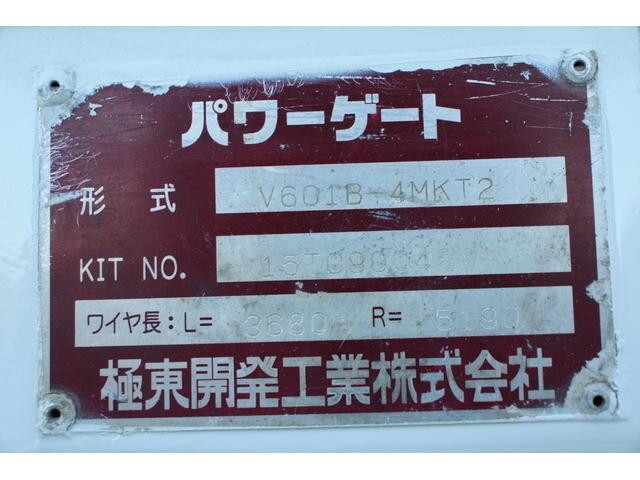 パワーゲート
形式 V601B-4MKT2
KIT NO.
ワイヤ長:L= 3680 R= 5190
極東開発工業株式会社